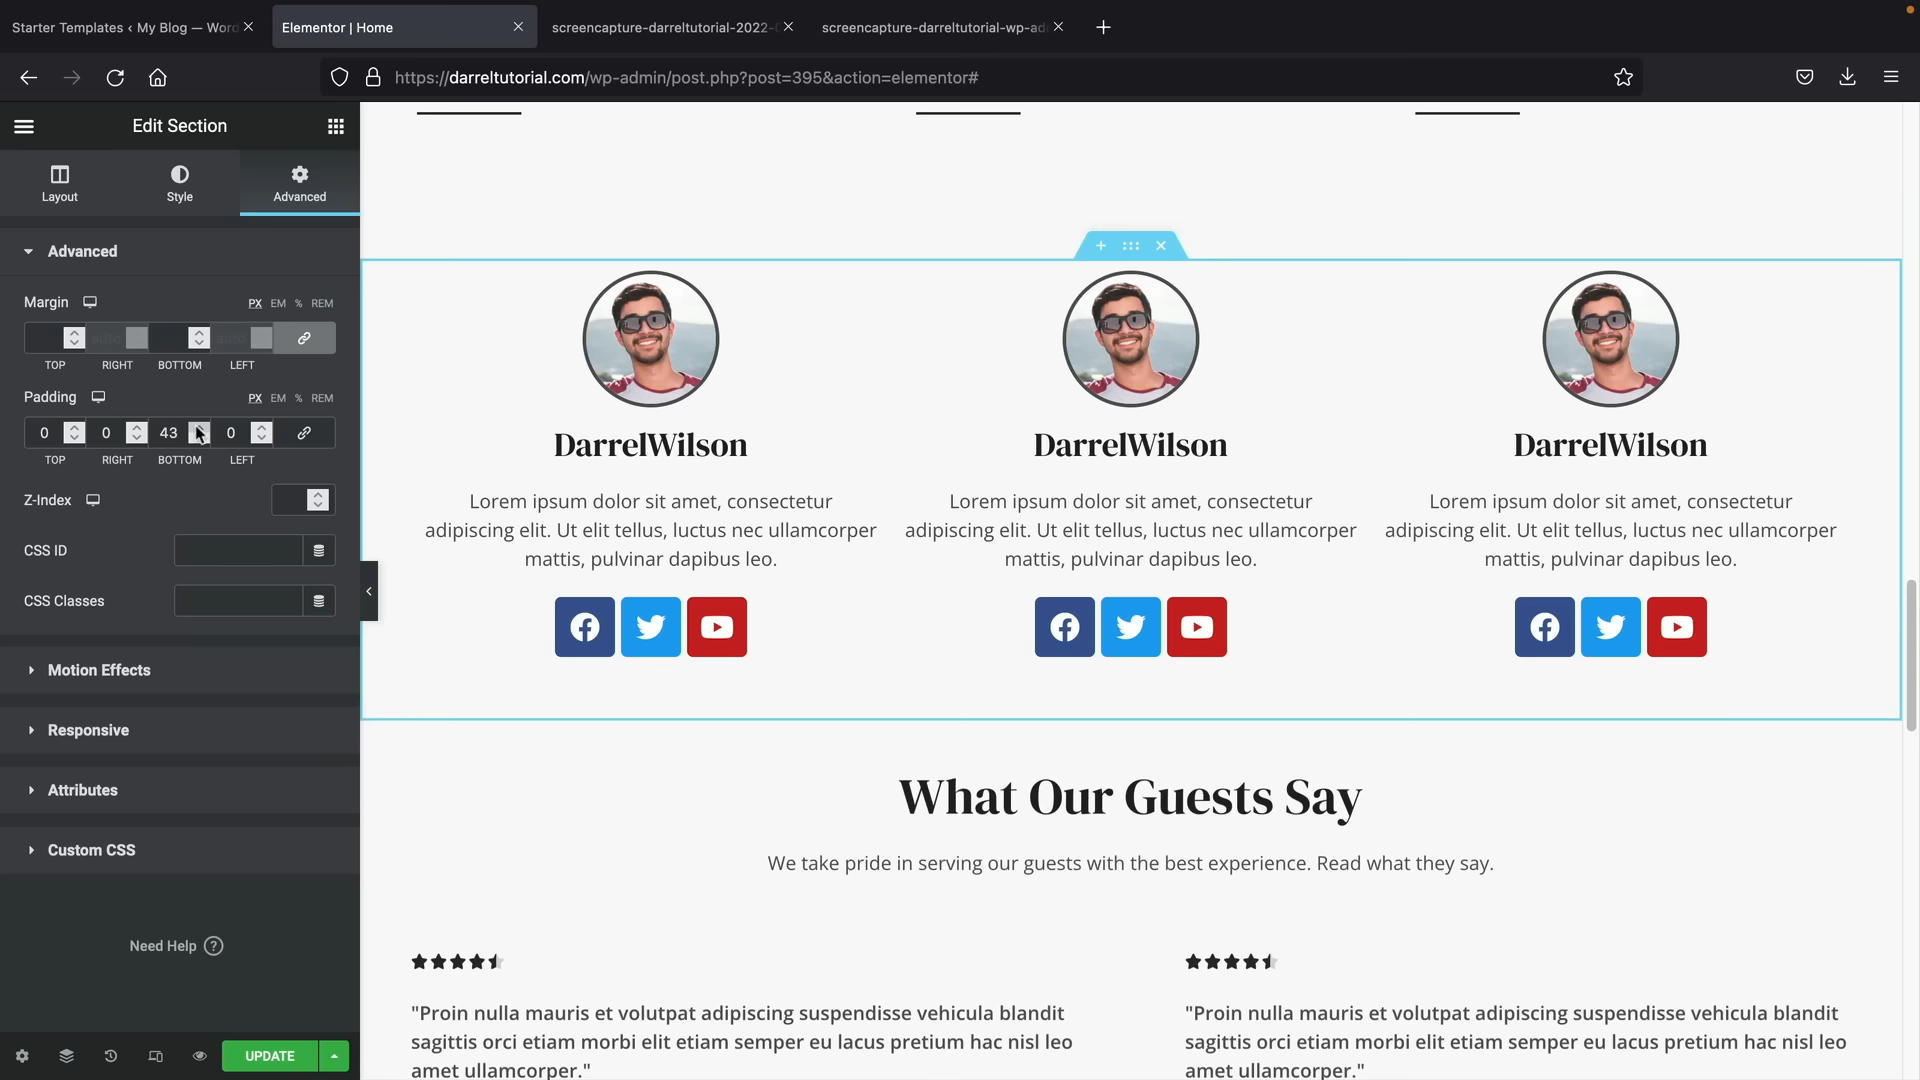 Starter Templates ‹ My Blog — Word
Elementor | Home
screencapture-darreltutorial-2022-
screencapture-darreltutorial-wp-ad
https://darreltutorial.com/wp-admin/post.php?post=395&action=elementor#
Edit Section
Layout
Style
Advanced
Advanced
Margin
PX EM % REM
auto auto
TOP RIGHT BOTTOM LEFT
Padding
PX EM % REM
0 0 43 0
TOP RIGHT BOTTOM LEFT
Z-Index
CSS ID
CSS Classes
Motion Effects
Responsive
Attributes
Custom CSS
Need Help ?
UPDATE
DarrelWilson
Lorem ipsum dolor sit amet, consectetur
adipiscing elit. Ut elit tellus, luctus nec ullamcorper
mattis, pulvinar dapibus leo.
DarrelWilson
Lorem ipsum dolor sit amet, consectetur
adipiscing elit. Ut elit tellus, luctus nec ullamcorper
mattis, pulvinar dapibus leo.
DarrelWilson
Lorem ipsum dolor sit amet, consectetur
adipiscing elit. Ut elit tellus, luctus nec ullamcorper
mattis, pulvinar dapibus leo.
What Our Guests Say
We take pride in serving our guests with the best experience. Read what they say.
"Proin nulla mauris et volutpat adipiscing suspendisse vehicula blandit
sagittis orci etiam morbi elit etiam semper eu lacus pretium hac nisl leo
amet ullamcorper."
"Proin nulla mauris et volutpat adipiscing suspendisse vehicula blandit
sagittis orci etiam morbi elit etiam semper eu lacus pretium hac nisl leo
amet ullamcorper."